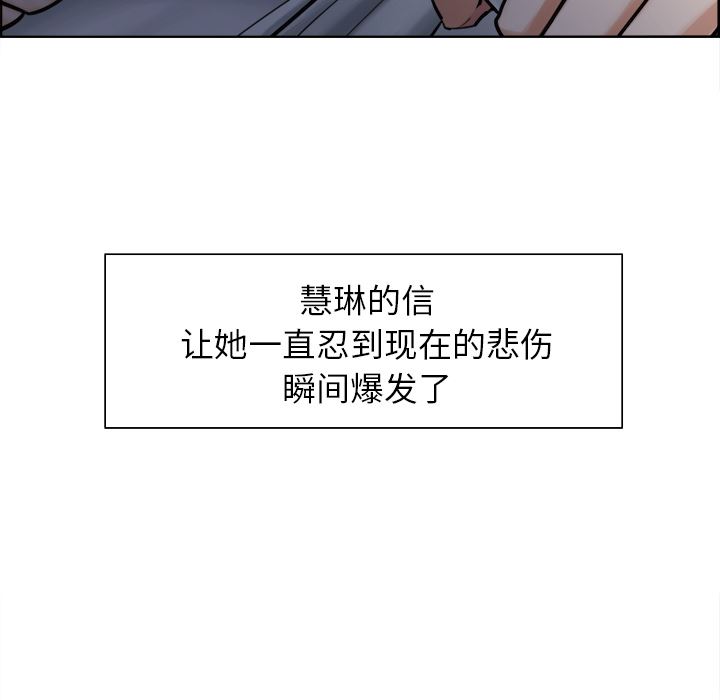 慧琳的信
让她一直忍到现在的悲伤
瞬间爆发了